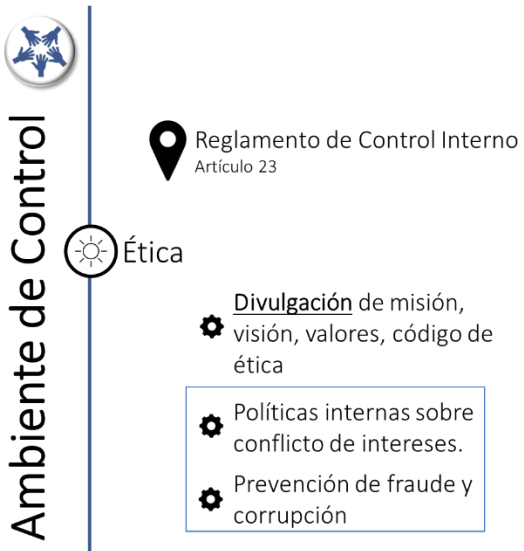 Ambiente de Control
Reglamento de Control Interno
Artículo 23
Ética
Divulgación de misión,
visión, valores, código de
ética
Políticas internas sobre
conflicto de intereses.
Prevención de fraude y
corrupción